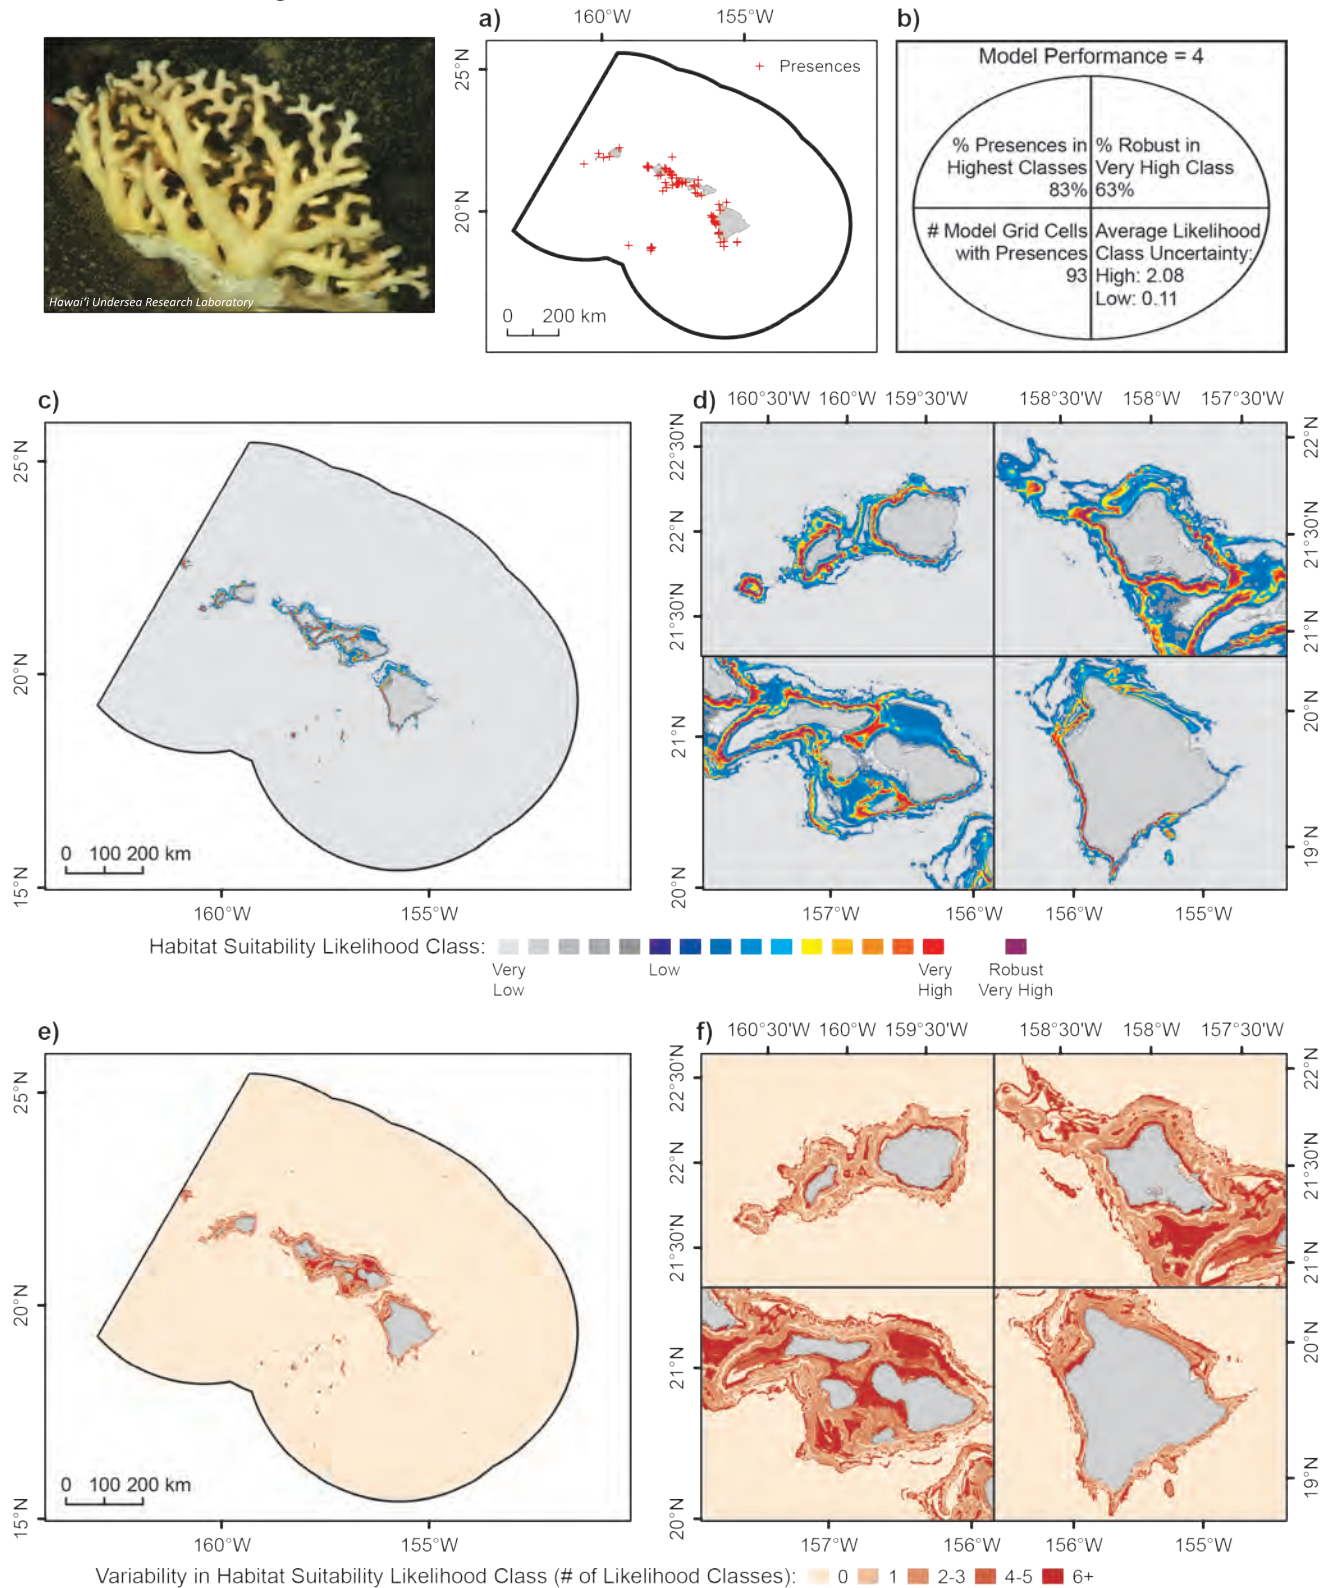 Hawai‘i Undersea Research Laboratory
a)
160°W 155°W
25°N
20°N
+ Presences
0 200 km
b)
Model Performance = 4
% Presences in
Highest Classes
83%
% Robust in
Very High Class
63%
# Model Grid Cells
with Presences
93
Average Likelihood
Class Uncertainty:
High: 2.08
Low: 0.11
c)
25°N
20°N
15°N
0 100 200 km
160°W 155°W
d)
160°30'W 160°W 159°30'W 158°30'W 158°W 157°30'W
22°30'N
22°N
21°30'N
22°N
21°30'N
21°N
21°N
20°N
20°N
19°N
157°W 156°W 156°W 155°W
Habitat Suitability Likelihood Class:
Very
Low
Low
Very
High
Robust
Very High
e)
25°N
20°N
15°N
0 100 200 km
160°W 155°W
f)
160°30'W 160°W 159°30'W 158°30'W 158°W 157°30'W
22°30'N
22°N
21°30'N
22°N
21°30'N
21°N
21°N
20°N
20°N
19°N
157°W 156°W 156°W 155°W
Variability in Habitat Suitability Likelihood Class (# of Likelihood Classes): 0 1 2-3 4-5 6+